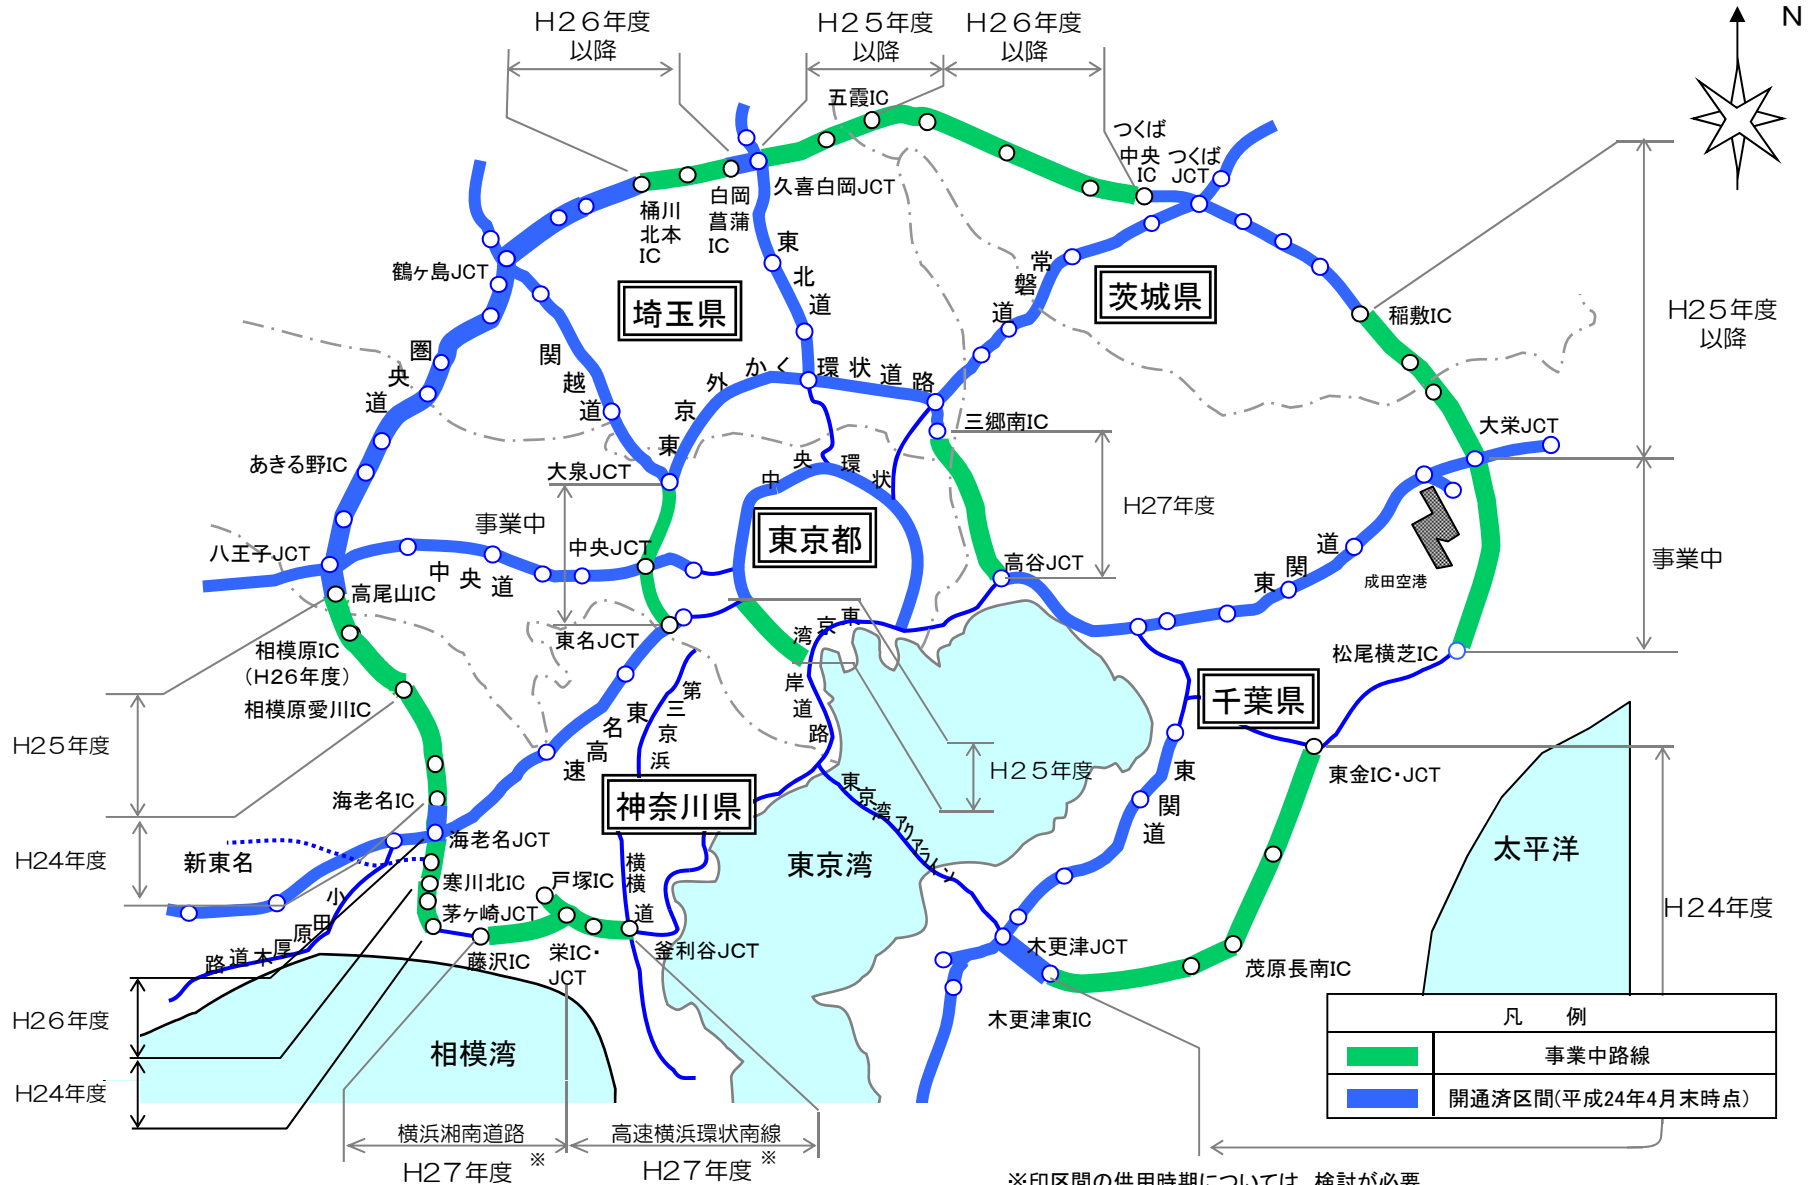 H26年度
以降
H25年度
以降
H26年度
以降
N
五霞IC
つくば
中央
IC
つくば
JCT
久喜白岡JCT
白岡
菖蒲
IC
桶川
北本
IC
鶴ヶ島JCT
東北道
常磐道
埼玉県
茨城県
稲敷IC
H25年度
以降
圏央道
関越道
東京外かく環状道路
三郷南IC
大栄JCT
あきる野IC
大泉JCT
中央環状
H27年度
事業中
東京都
八王子JCT
中央道
中央JCT
高谷JCT
東関道
成田空港
事業中
高尾山IC
東名JCT
東京湾岸道路
相模原IC
(H26年度)
相模原愛川IC
松尾横芝IC
千葉県
第三京浜
東名高速
H25年度
H25年度
東金IC・JCT
海老名IC
神奈川県
東京湾アクアライン
東関道
海老名JCT
H24年度
新東名
東京湾
太平洋
寒川北IC
戸塚IC
横横道
茅ヶ崎JCT
小田原厚木道路
藤沢IC
栄IC・
JCT
釜利谷JCT
木更津JCT
茂原長南IC
H24年度
木更津東IC
H26年度
相模湾
H24年度
凡 例
事業中路線
開通済区間(平成24年4月末時点)
横浜湘南道路
H27年度※
高速横浜環状南線
H27年度※
※印区間の供用時期については、検討が必要